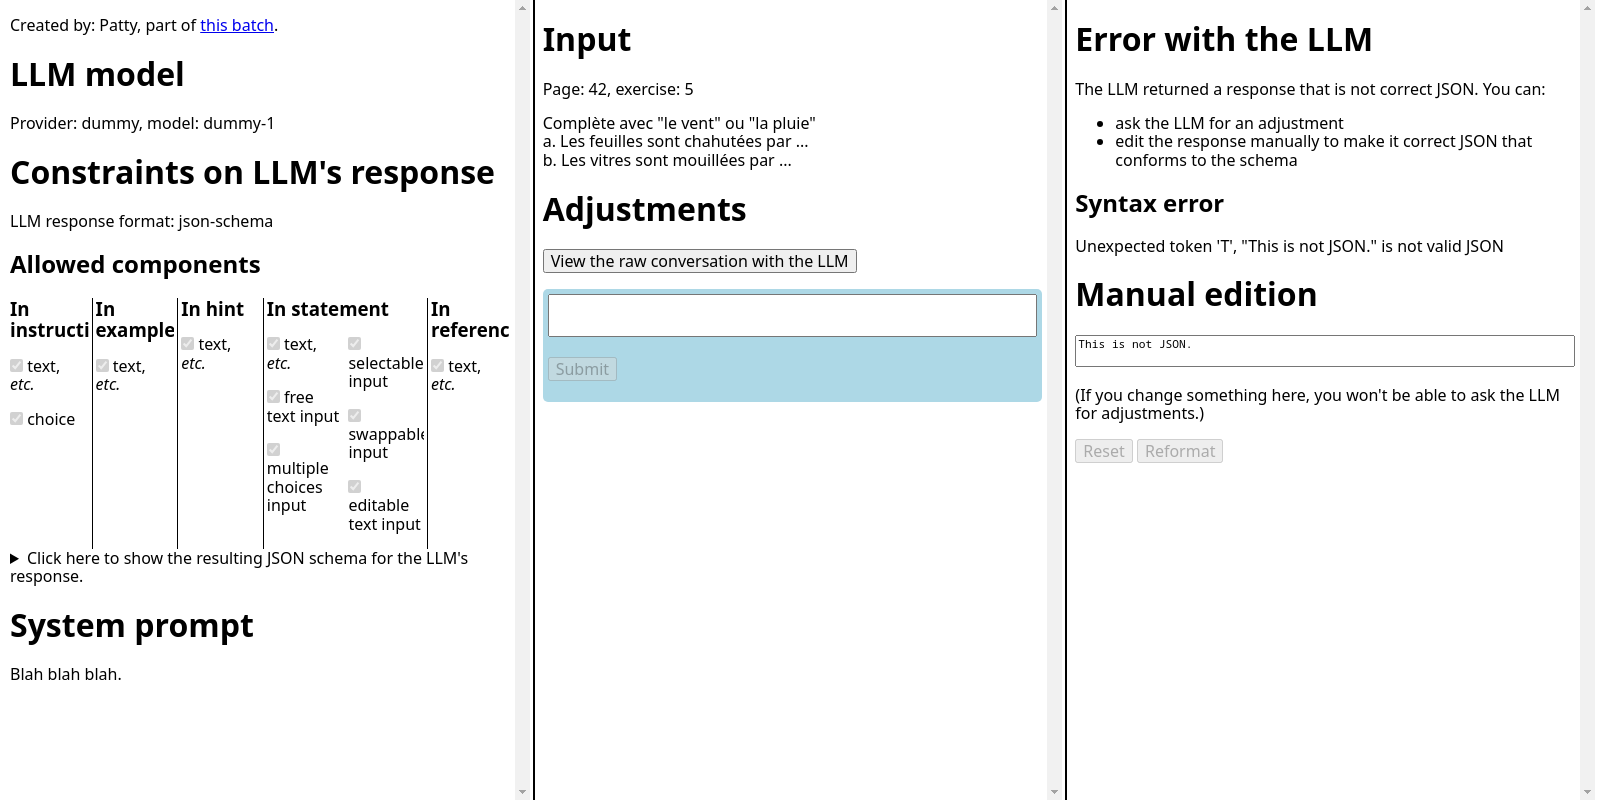 Created by: Patty, part of this batch.
LLM model
Provider: dummy, model: dummy-1
Constraints on LLM's response
LLM response format: json-schema
Allowed components
In
instructi
text,
etc.
choice
In
example
text,
etc.
In hint
text,
etc.
In statement
text,
etc.
free
text input
multiple
choices
input
selectable
input
swappable
input
editable
text input
In
referenc
text,
etc.
Click here to show the resulting JSON schema for the LLM's
response.
System prompt
Blah blah blah.
Input
Page: 42, exercise: 5
Complète avec "le vent" ou "la pluie"
a. Les feuilles sont chahutées par ...
b. Les vitres sont mouillées par ...
Adjustments
View the raw conversation with the LLM
Submit
Error with the LLM
The LLM returned a response that is not correct JSON. You can:
ask the LLM for an adjustment
edit the response manually to make it correct JSON that
conforms to the schema
Syntax error
Unexpected token 'T', "This is not JSON." is not valid JSON
Manual edition
This is not JSON.
(If you change something here, you won't be able to ask the LLM
for adjustments.)
Reset Reformat